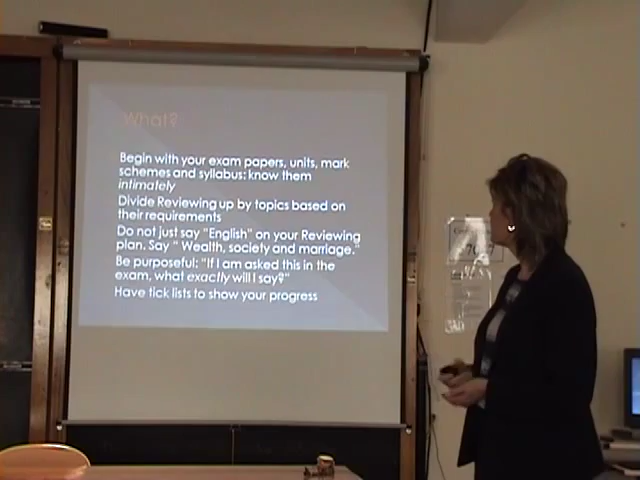 What?
Begin with your exam papers, units, mark
schemes and syllabus: know them
intimately
Divide Reviewing up by topics based on
their requirements
Do not just say "English" on your Reviewing
plan. Say " Wealth, society and marriage."
Be purposeful: "If I am asked this in the
exam, what exactly will I say?"
Have tick lists to show your progress